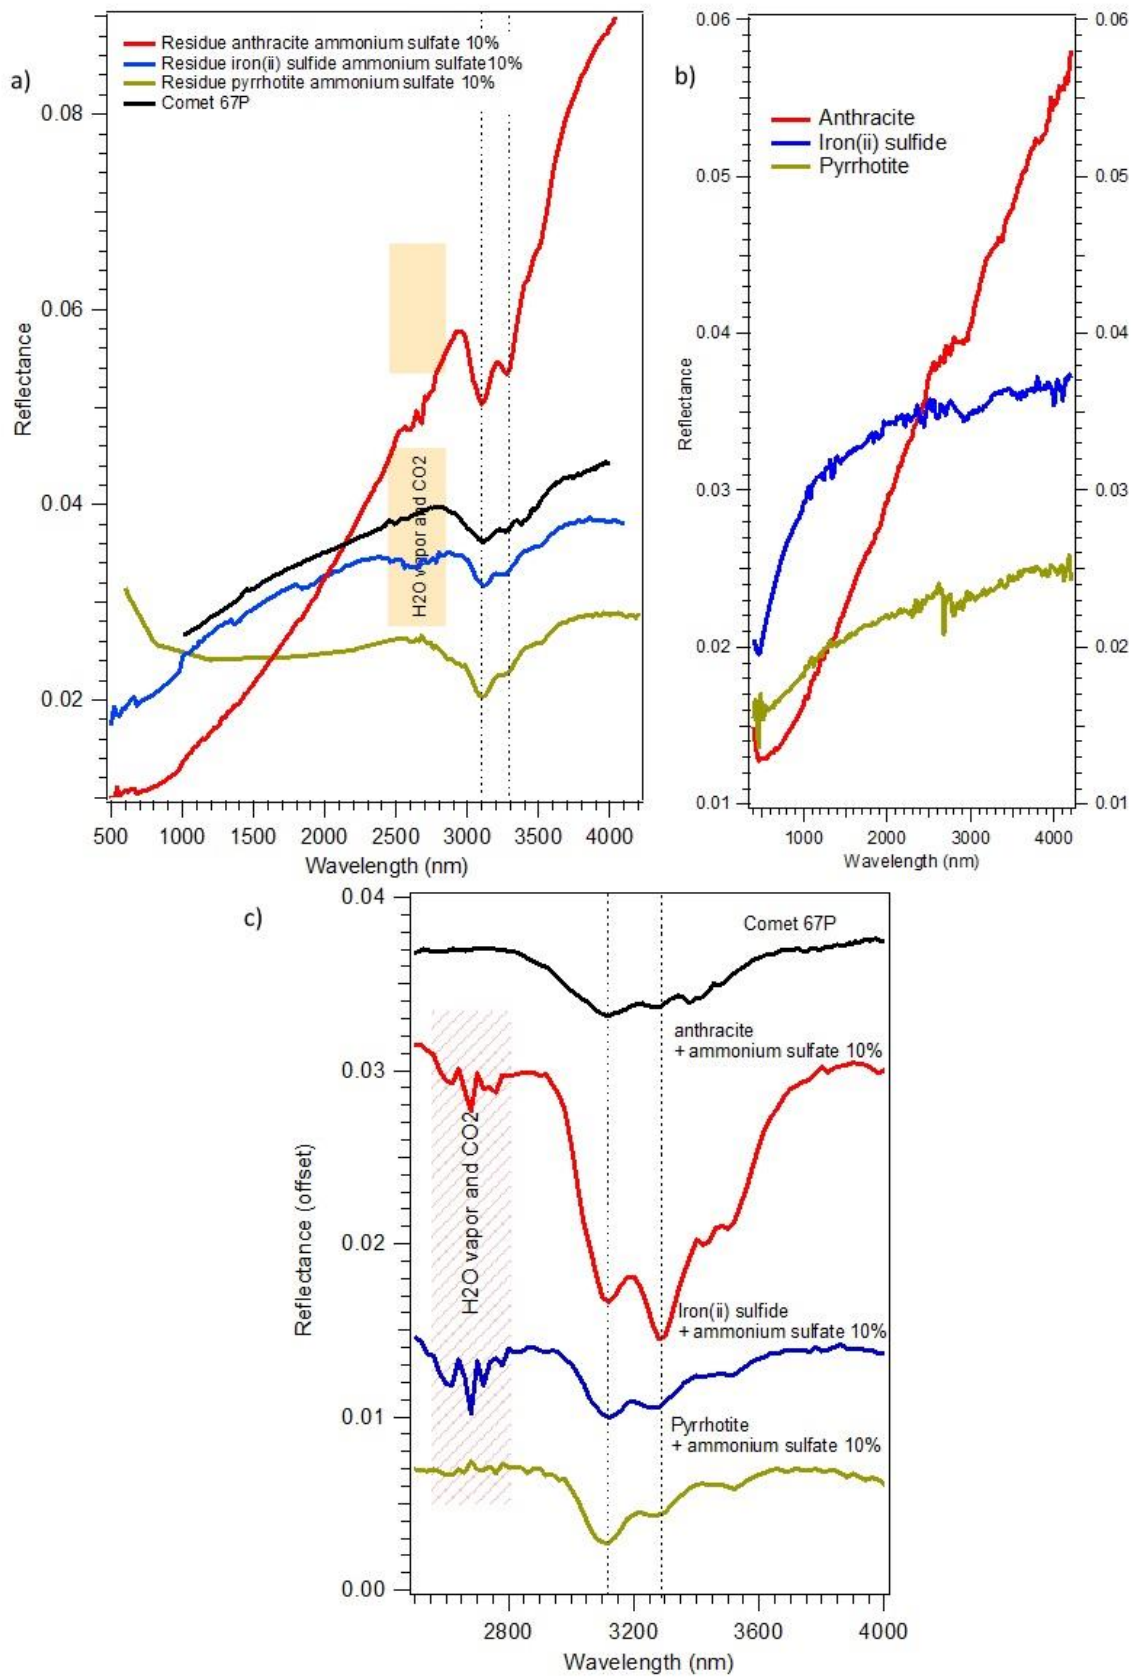 a)
Residue anthracite ammonium sulfate 10%
Residue iron(ii) sulfide ammonium sulfate10%
Residue pyrrhotite ammonium sulfate 10%
Comet 67P
0.08
0.06
0.04
0.02
Reflectance
H2O vapor and CO2
500 1000 1500 2000 2500 3000 3500 4000
Wavelength (nm)
b)
Anthracite
Iron(ii) sulfide
Pyrrhotite
0.06 0.06
0.05 0.05
0.04 0.04
0.03 0.03
0.02 0.02
0.01 0.01
Reflectance
1000 2000 3000 4000
Wavelength (nm)
c)
0.04
0.03
0.02
0.01
0.00
Reflectance (offset)
Comet 67P
anthracite
+ ammonium sulfate 10%
H2O vapor and CO2
Iron(ii) sulfide
+ ammonium sulfate 10%
Pyrrhotite
+ ammonium sulfate 10%
2800 3200 3600 4000
Wavelength (nm)